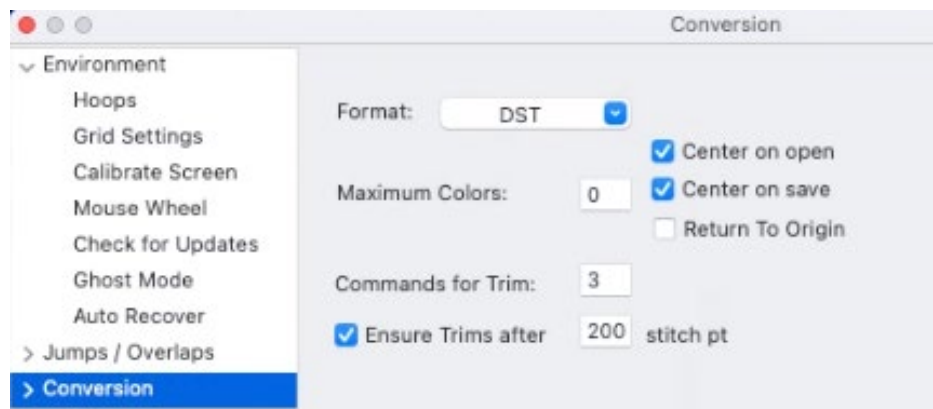 Conversion
Environment
Hoops
Grid Settings
Calibrate Screen
Mouse Wheel
Check for Updates
Ghost Mode
Auto Recover
Jumps / Overlaps
Conversion
Format: DST
Center on open
Maximum Colors: 0 Center on save
Return To Origin
Commands for Trim: 3
Ensure Trims after 200 stitch pt